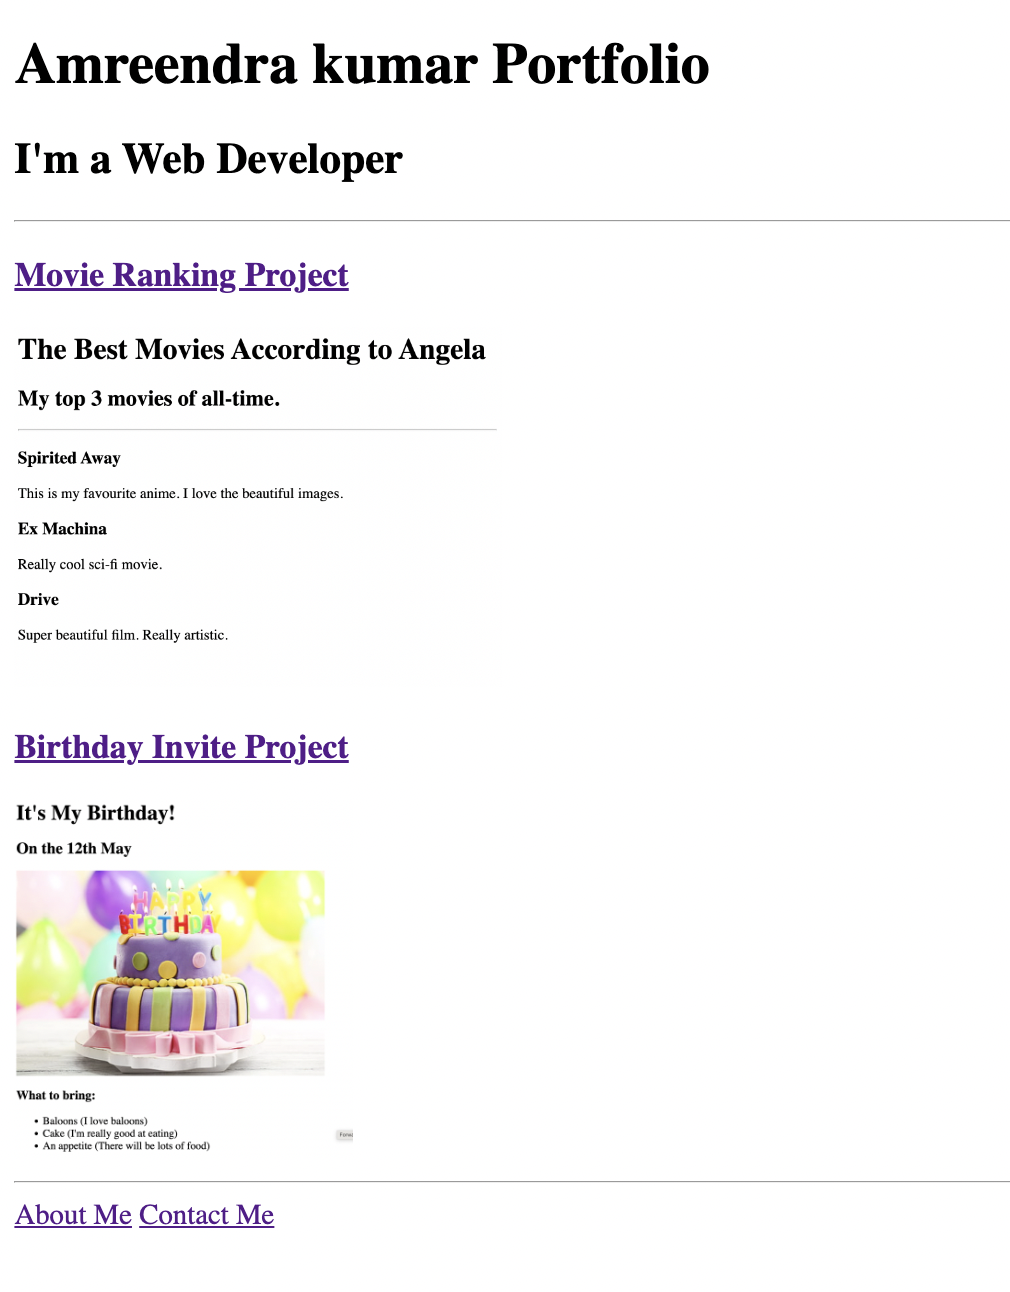 Amreendra kumar Portfolio
I'm a Web Developer
Movie Ranking Project
The Best Movies According to Angela
My top 3 movies of all-time.
Spirited Away
This is my favourite anime. I love the beautiful images.
Ex Machina
Really cool sci-fi movie.
Drive
Super beautiful film. Really artistic.
Birthday Invite Project
It's My Birthday!
On the 12th May
HAPPY
BIRTHDAY
What to bring:
Baloons (I love baloons)
Cake (I'm really good at eating)
An appetite (There will be lots of food)
About Me Contact Me